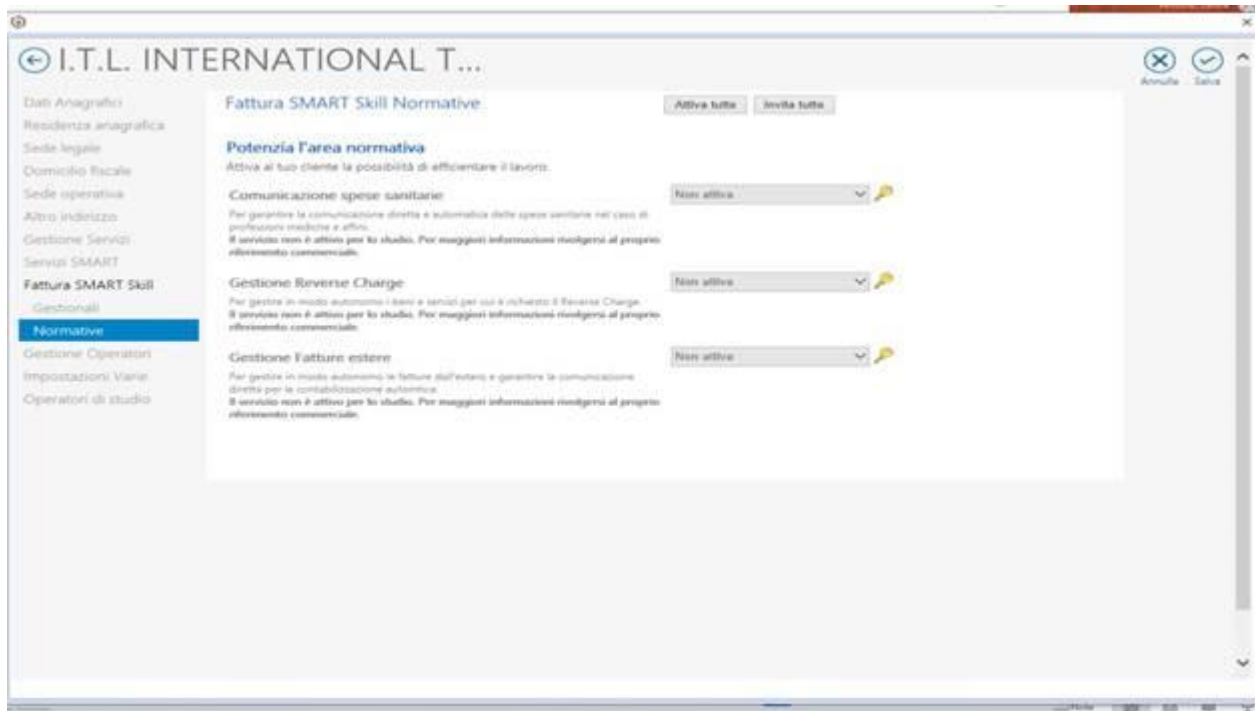 I.T.L. INTERNATIONAL T...
Annulla
Salva
Dati Anagrafici
Residenza anagrafica
Sede legale
Domicilio fiscale
Sede operativa
Altro indirizzo
Gestione Servizi
Servizi SMART
Fattura SMART Skill
Gestionali
Normative
Gestione Operatori
Impostazioni Varie
Operatori di studio
Fattura SMART Skill Normative
Attiva tutte
Invita tutte
Potenzia l'area normativa
Attiva al tuo cliente la possibilità di efficientare il lavoro.
Comunicazione spese sanitarie
Non attiva
Per garantire la comunicazione diretta e automatica delle spese sanitarie nel caso di
professioni mediche e affini.
Il servizio non è attivo per lo studio. Per maggiori informazioni rivolgersi al proprio
riferimento commerciale.
Gestione Reverse Charge
Non attiva
Per gestire in modo autonomo i beni e servizi per cui è richiesto il Reverse Charge.
Il servizio non è attivo per lo studio. Per maggiori informazioni rivolgersi al proprio
riferimento commerciale.
Gestione Fatture estere
Non attiva
Per gestire in modo autonomo le fatture dall'estero e garantire la comunicazione
diretta per la contabilizzazione automtica.
Il servizio non è attivo per lo studio. Per maggiori informazioni rivolgersi al proprio
riferimento commerciale.